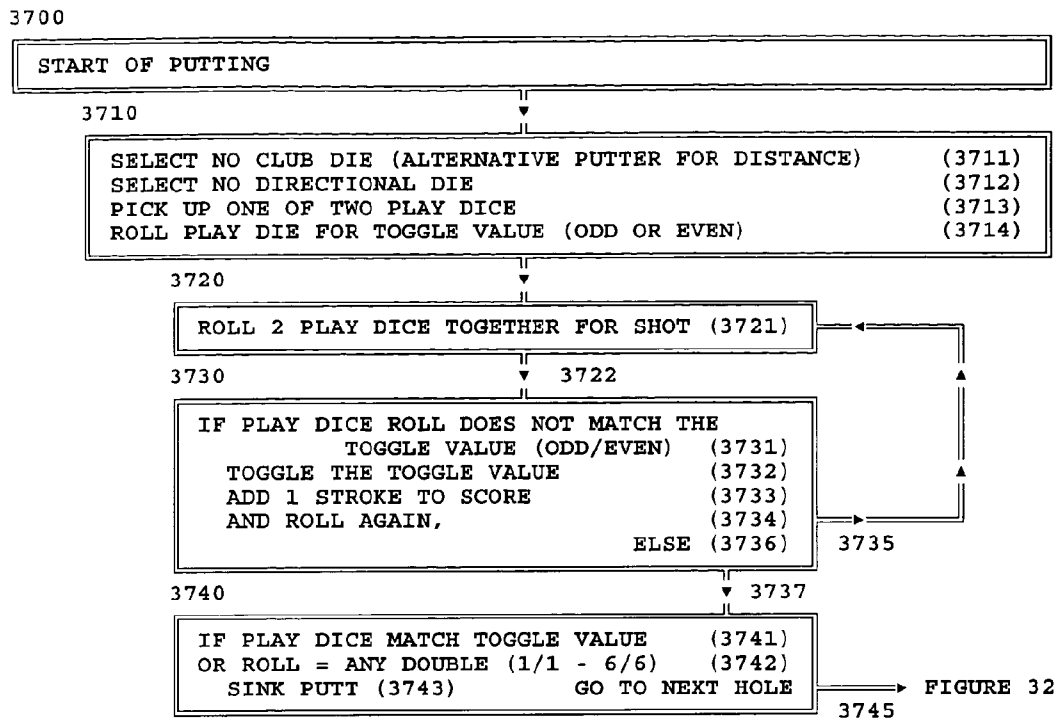 3700
START OF PUTTING
3710
SELECT NO CLUB DIE (ALTERNATIVE PUTTER FOR DISTANCE) (3711)
SELECT NO DIRECTIONAL DIE (3712)
PICK UP ONE OF TWO PLAY DICE (3713)
ROLL PLAY DIE FOR TOGGLE VALUE (ODD OR EVEN) (3714)
3720
ROLL 2 PLAY DICE TOGETHER FOR SHOT (3721)
3730 3722
IF PLAY DICE ROLL DOES NOT MATCH THE
TOGGLE VALUE (ODD/EVEN) (3731)
TOGGLE THE TOGGLE VALUE (3732)
ADD 1 STROKE TO SCORE (3733)
AND ROLL AGAIN, (3734)
ELSE (3736) 3735
3740 3737
IF PLAY DICE MATCH TOGGLE VALUE (3741)
OR ROLL = ANY DOUBLE (1/1 - 6/6) (3742)
SINK PUTT (3743) GO TO NEXT HOLE FIGURE 32
3745